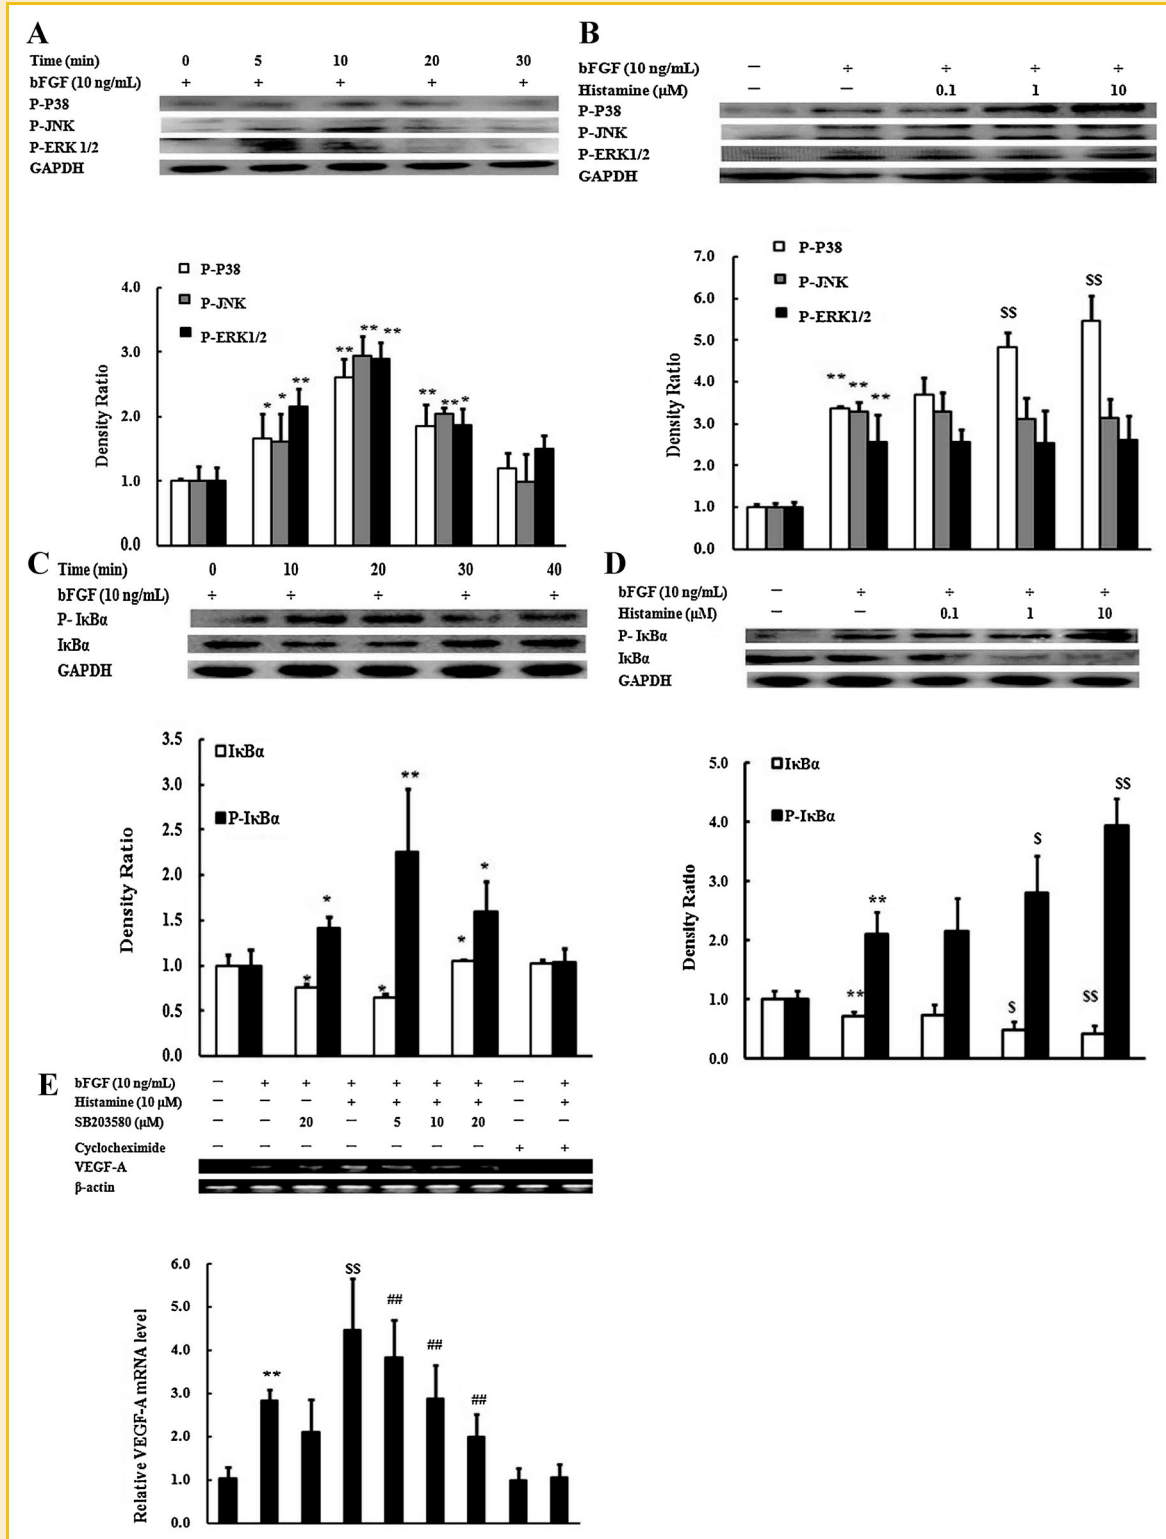 A
Time (min) 0 5 10 20 30
bFGF (10 ng/mL) + + + + +
P-P38
P-JNK
P-ERK 1/2
GAPDH
P-P38
P-JNK
P-ERK1/2
Density Ratio
4.0
3.0
2.0
1.0
0.0
* * **
** ** **
** ** *
B
bFGF (10 ng/mL) — ÷ ÷ ÷ ÷
Histamine (μM) — — 0.1 1 10
P-P38
P-JNK
P-ERK1/2
GAPDH
P-P38
P-JNK
P-ERK1/2
Density Ratio
7.0
6.0
5.0
4.0
3.0
2.0
1.0
0.0
** ** **
$$
$$
C
Time (min) 0 10 20 30 40
bFGF (10 ng/mL) ÷ ÷ ÷ ÷ ÷
P- IκBα
IκBα
GAPDH
IκBα
P-IκBα
Density Ratio
3.5
3.0
2.5
2.0
1.5
1.0
0.5
0.0
* *
* **
* *
D
bFGF (10 ng/mL) — ÷ ÷ ÷ ÷
Histamine (μM) — — 0.1 1 10
P- IκBα
IκBα
GAPDH
IκBα
P-IκBα
Density Ratio
5.0
4.0
3.0
2.0
1.0
0.0
** **
$ $
$$ $$
E
bFGF (10 ng/mL) — + + + + + + — +
Histamine (10 μM) — — — + + + + — +
SB203580 (μM) — — 20 — 5 10 20 — —
Cyclocheximide — — — — — — — + +
VEGF-A
β-actin
Relative VEGF-A mRNA level
6.0
5.0
4.0
3.0
2.0
1.0
0.0
** $$ ## ## ##